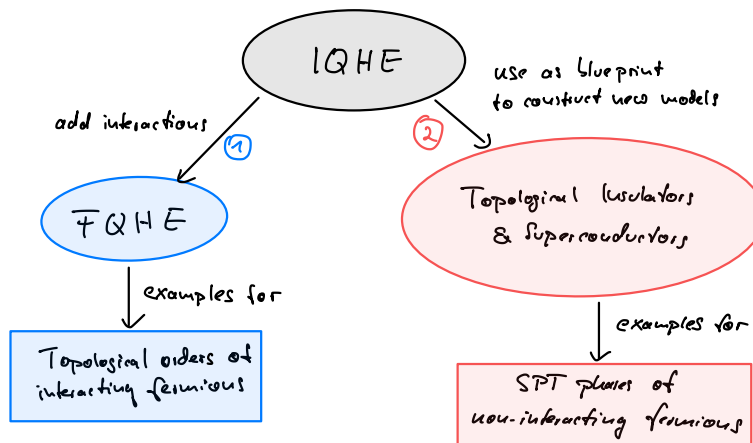 IQHE
use as blueprint
to construct new models
add interactions
1
2
FQHE
Topological Insulators
& Superconductors
examples for
examples for
Topological orders of
interacting fermions
SPT phases of
non-interacting fermions